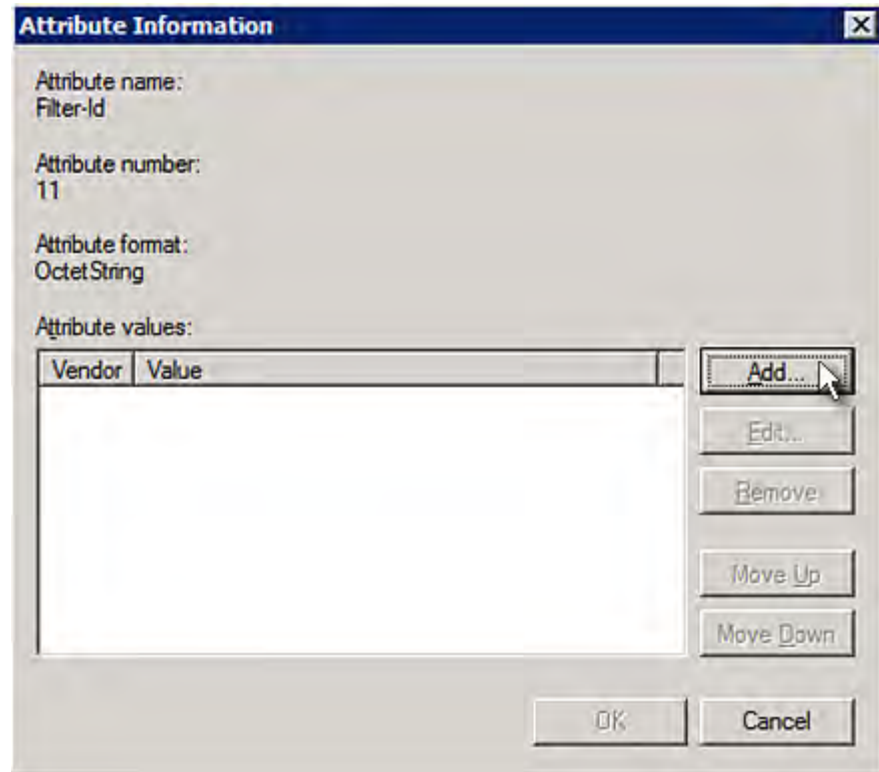 Attribute Information
Attribute name:
Filter-Id
Attribute number:
11
Attribute format:
OctetString
Attribute values:
Vendor Value
Add...
Edit...
Remove
Move Up
Move Down
OK Cancel